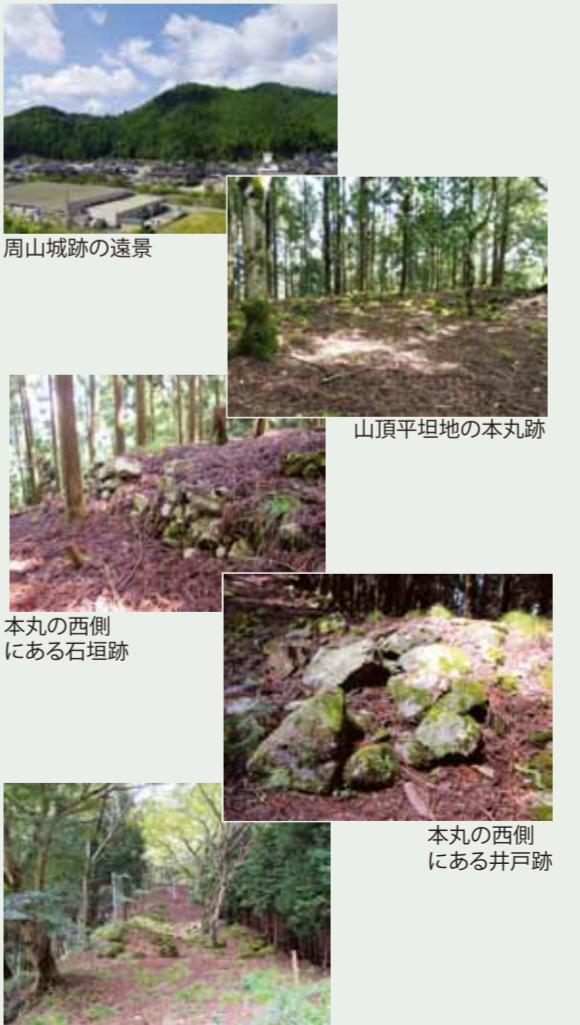 周山城跡の遠景
山頂平坦地の本丸跡
本丸の西側
にある石垣跡
本丸の西側
にある井戸跡